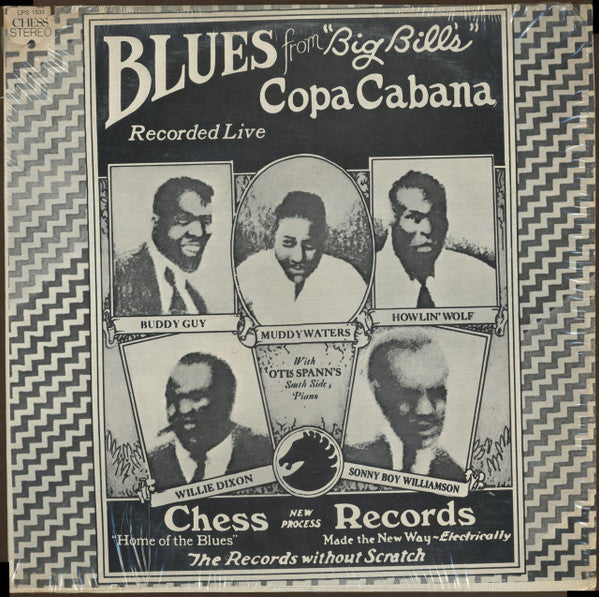 LPS 1533
CHESS
STEREO
BLUES from "Big Bill's"
Copa Cabana
Recorded Live
BUDDY GUY
MUDDY WATERS
HOWLIN' WOLF
With
OTIS SPANN'S
South Side
Piano
WILLIE DIXON
SONNY BOY WILLIAMSON
Chess NEW PROCESS Records
"Home of the Blues" Made the New Way-Electrically
The Records without Scratch